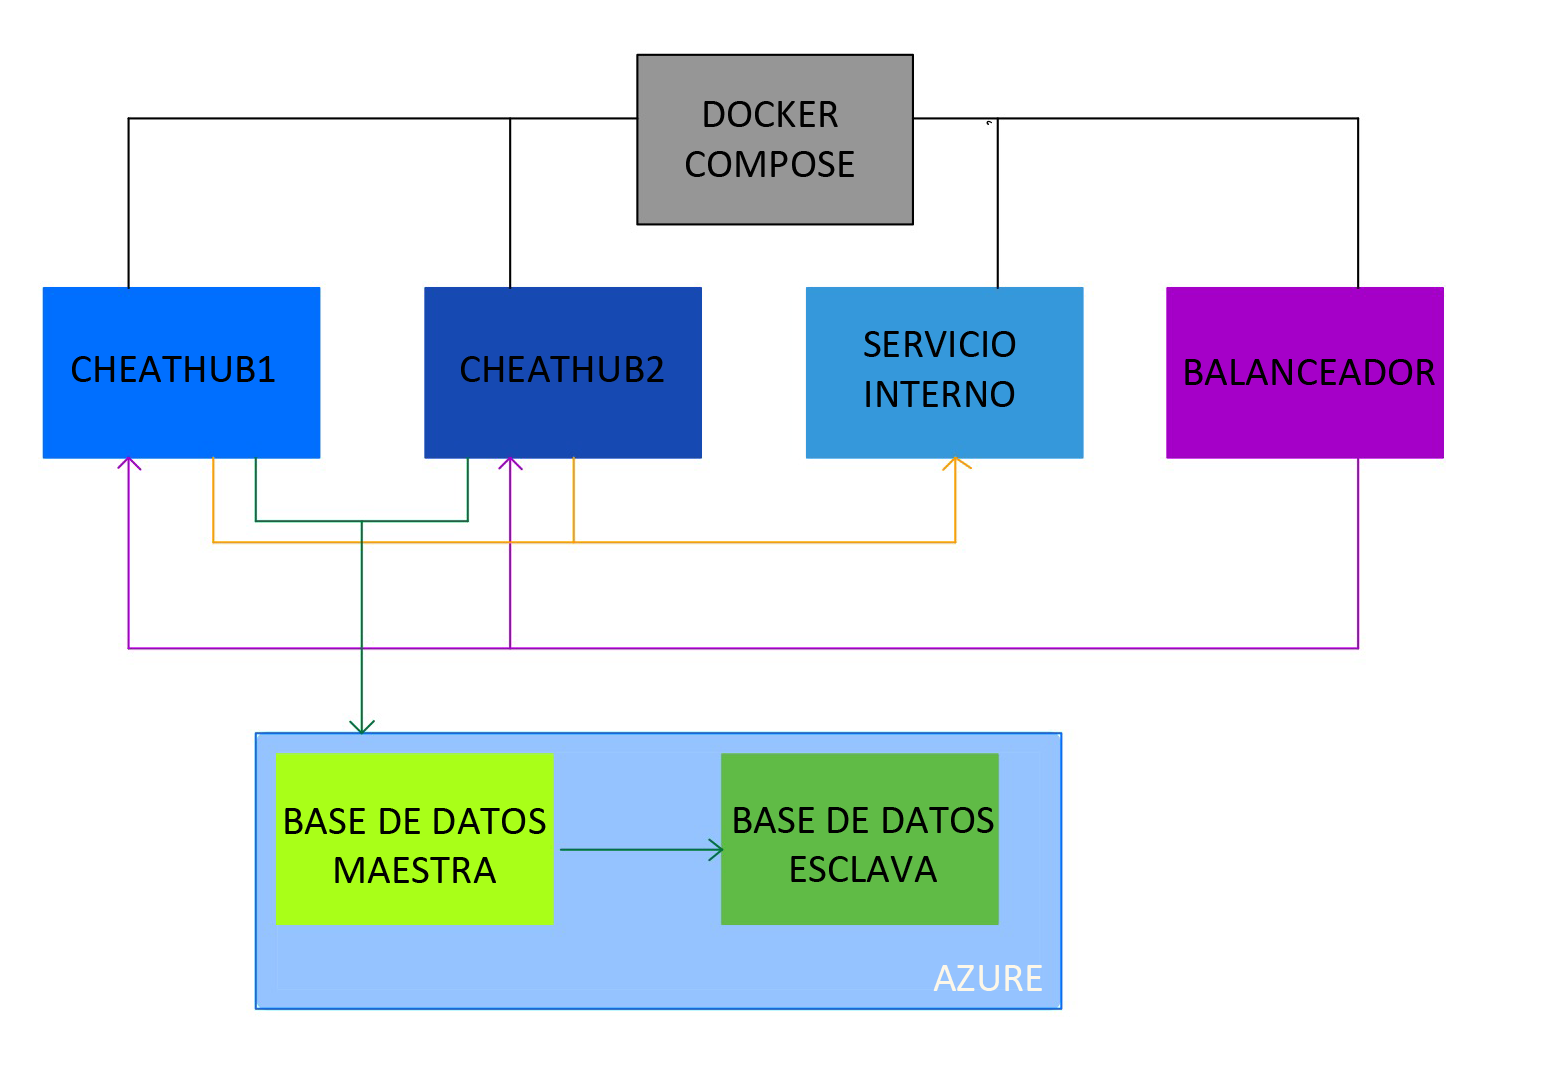 DOCKER
COMPOSE
CHEATHUB1
CHEATHUB2
SERVICIO
INTERNO
BALANCEADOR
BASE DE DATOS
MAESTRA
BASE DE DATOS
ESCLAVA
AZURE